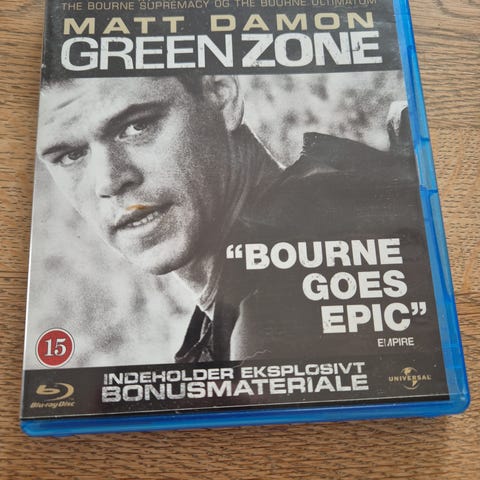 THE BOURNE SUPREMACY OG THE BOURNE ULTIMATUM
MATT DAMON
GREEN ZONE
"BOURNE
GOES
EPIC"
EMPIRE
15
INDEHOLDER EKSPLOSIVT
BONUSMATERIALE
Blu-ray Disc
UNIVERSAL